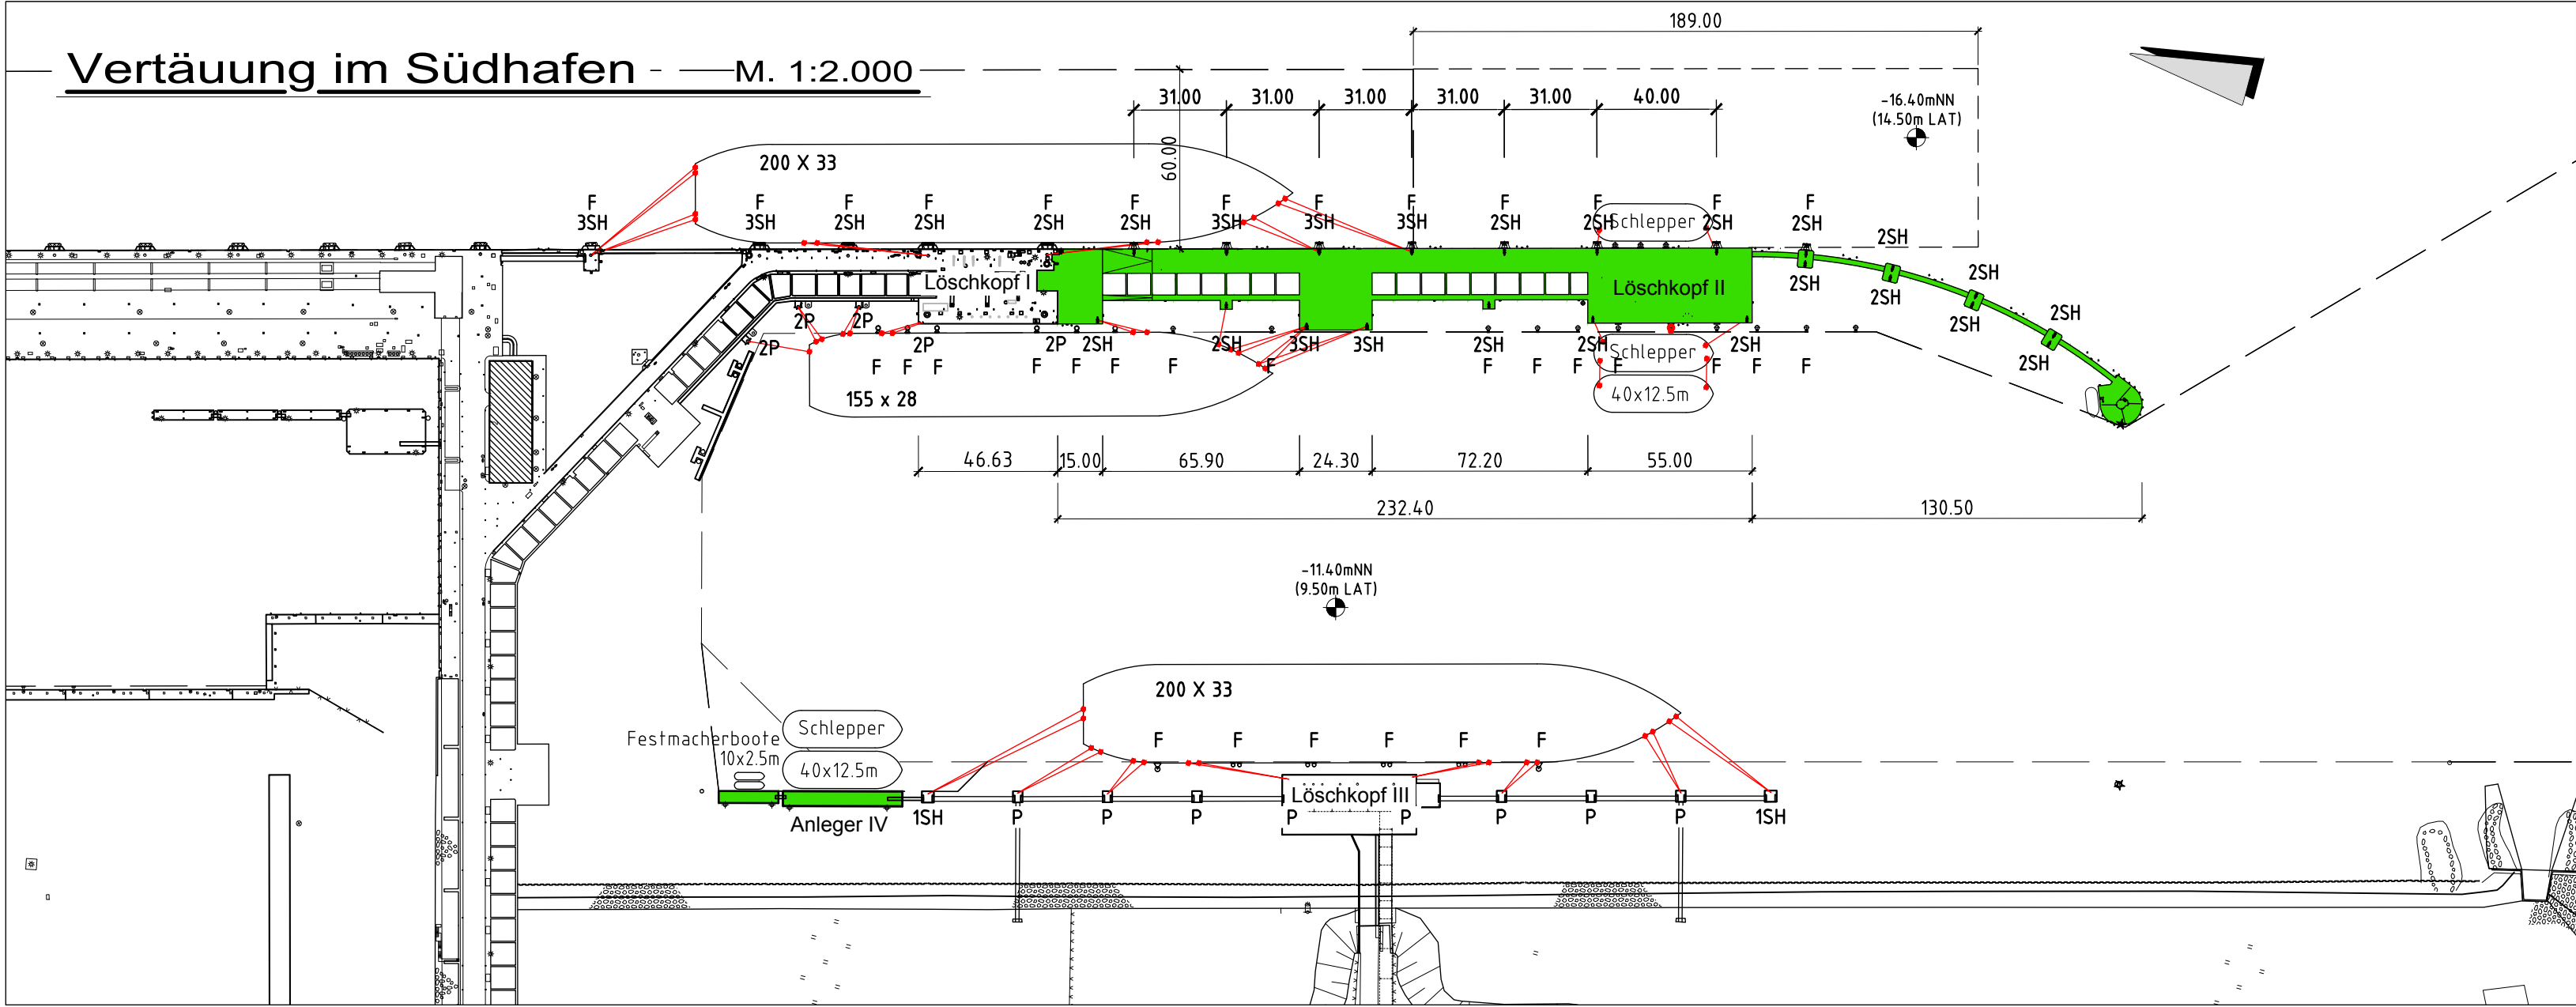 189.00
Vertäuung im Südhafen - M. 1:2.000
31.00 31.00 31.00 31.00 31.00 40.00
-16.40mNN
(14.50m LAT)
60.00
200 X 33
F F F F F F F F F F F F F
3SH 3SH 2SH 2SH 2SH 2SH 3SH 3SH 3SH 2SH 2SH Schlepper 2SH 2SH
2SH
2SH
2SH
2SH
2SH
2SH
2SH
Löschkopf I
Löschkopf II
2P 2P
2P 2P 2P 2SH 2SH 3SH 3SH 2SH 2SH 2SH
Schlepper
F F F F F F F F F F F F F F F
155 x 28
40x12.5m
46.63 15.00 65.90 24.30 72.20 55.00
232.40 130.50
-11.40mNN
(9.50m LAT)
200 X 33
Schlepper
Festmacherboote
10x2.5m
40x12.5m
F F F F F F
Löschkopf III
Anleger IV
1SH P P P P P P P P 1SH